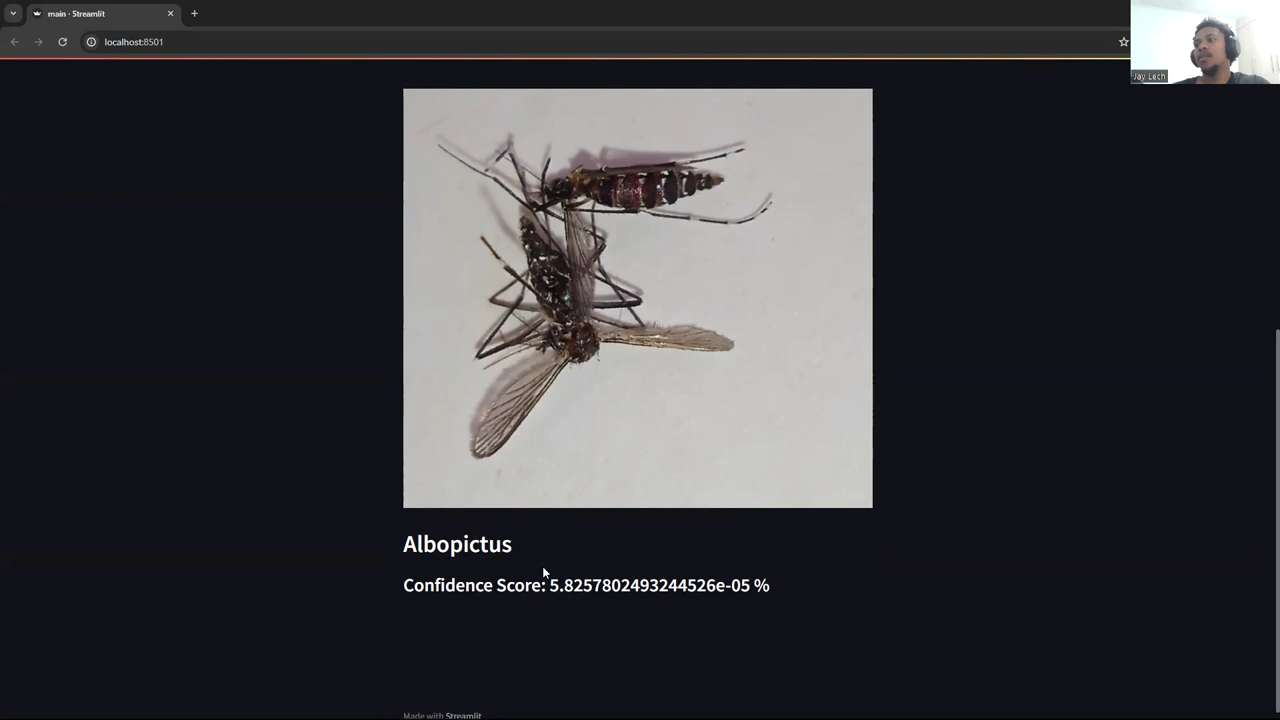 main · Streamlit
localhost:8501
Jay Lech
Albopictus
Confidence Score: 5.8257802493244526e-05 %
Made with Streamlit